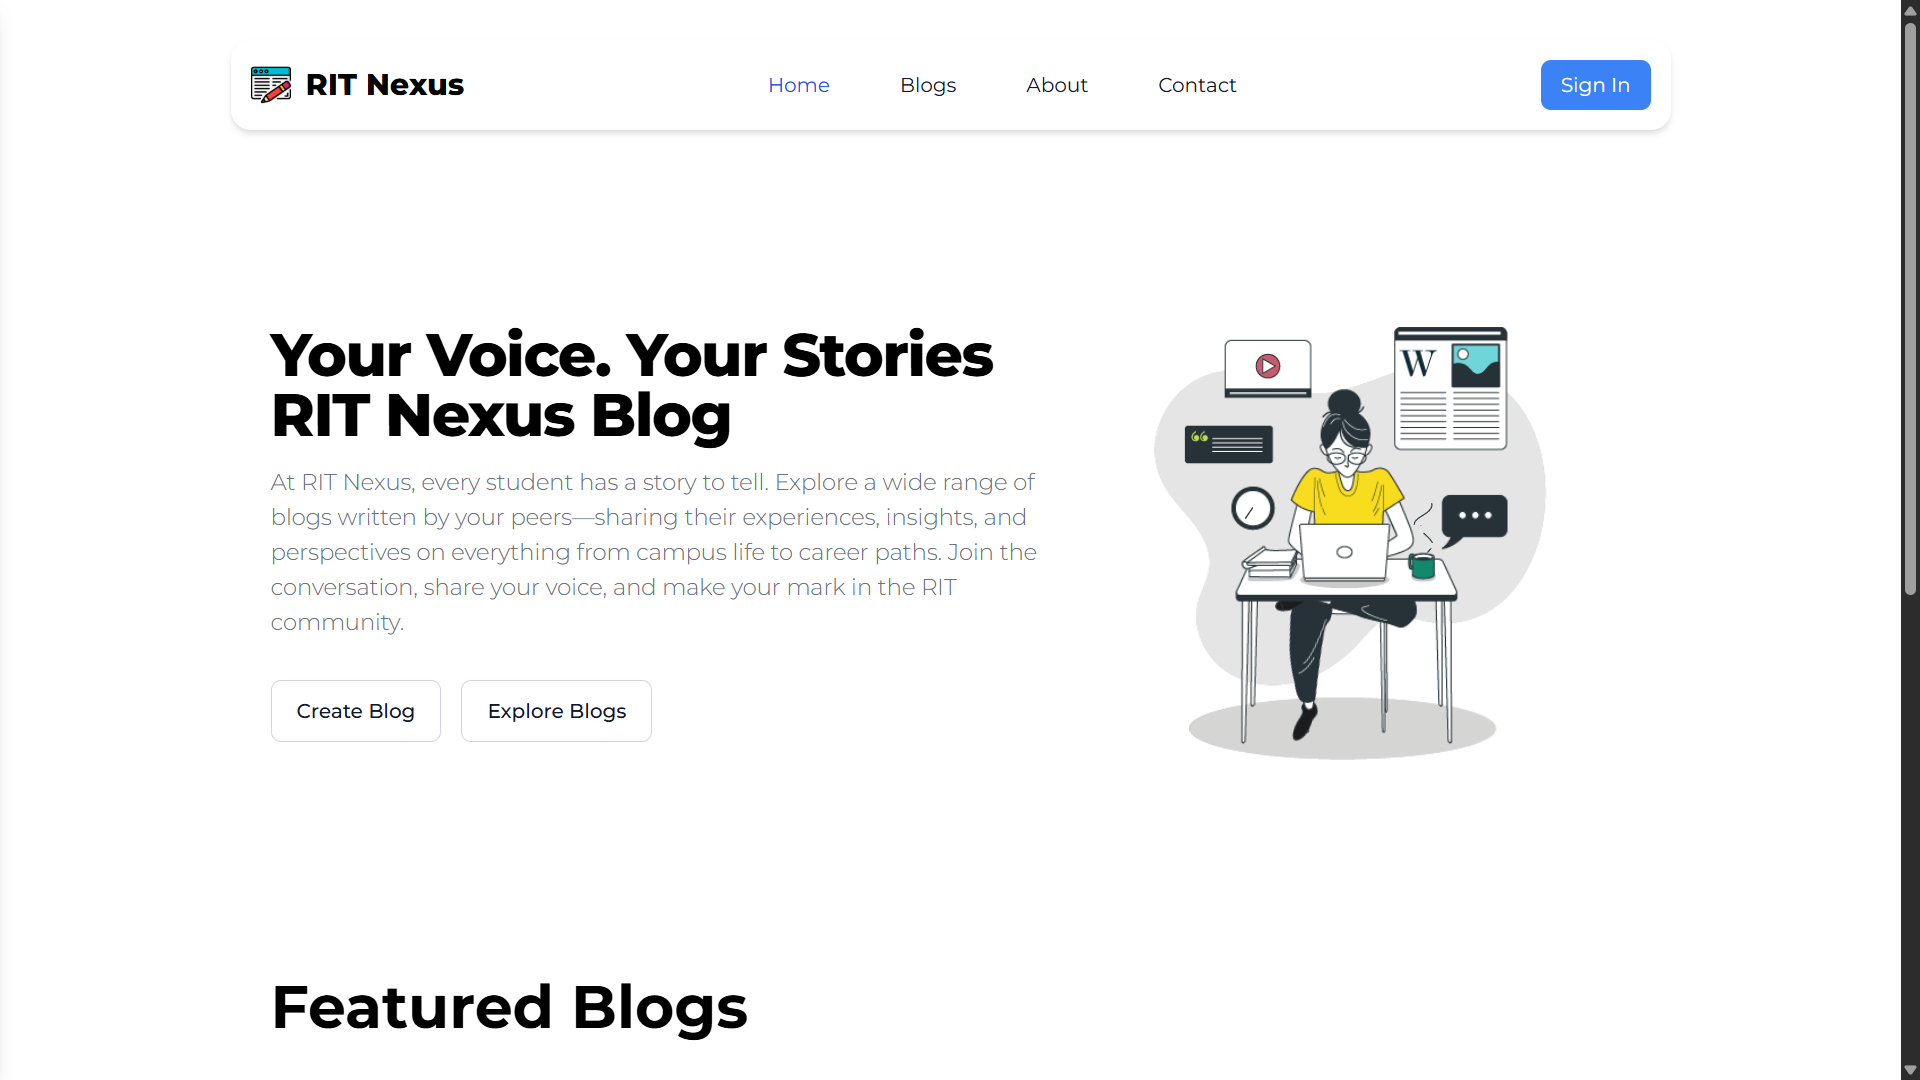 RIT Nexus
Home
Blogs
About
Contact
Sign In
Your Voice. Your Stories
RIT Nexus Blog
At RIT Nexus, every student has a story to tell. Explore a wide range of
blogs written by your peers—sharing their experiences, insights, and
perspectives on everything from campus life to career paths. Join the
conversation, share your voice, and make your mark in the RIT
community.
Create Blog
Explore Blogs
W
Featured Blogs